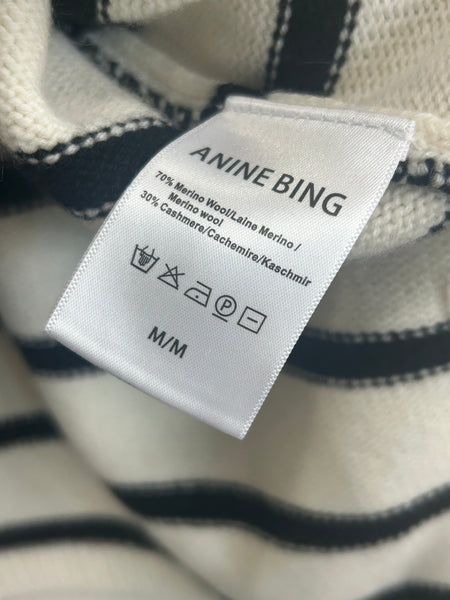 ANINE BING
70% Merino Wool/Laine Merino /
Merino wool
30% Cashmere/Cachemire/Kaschmir
P
M/M